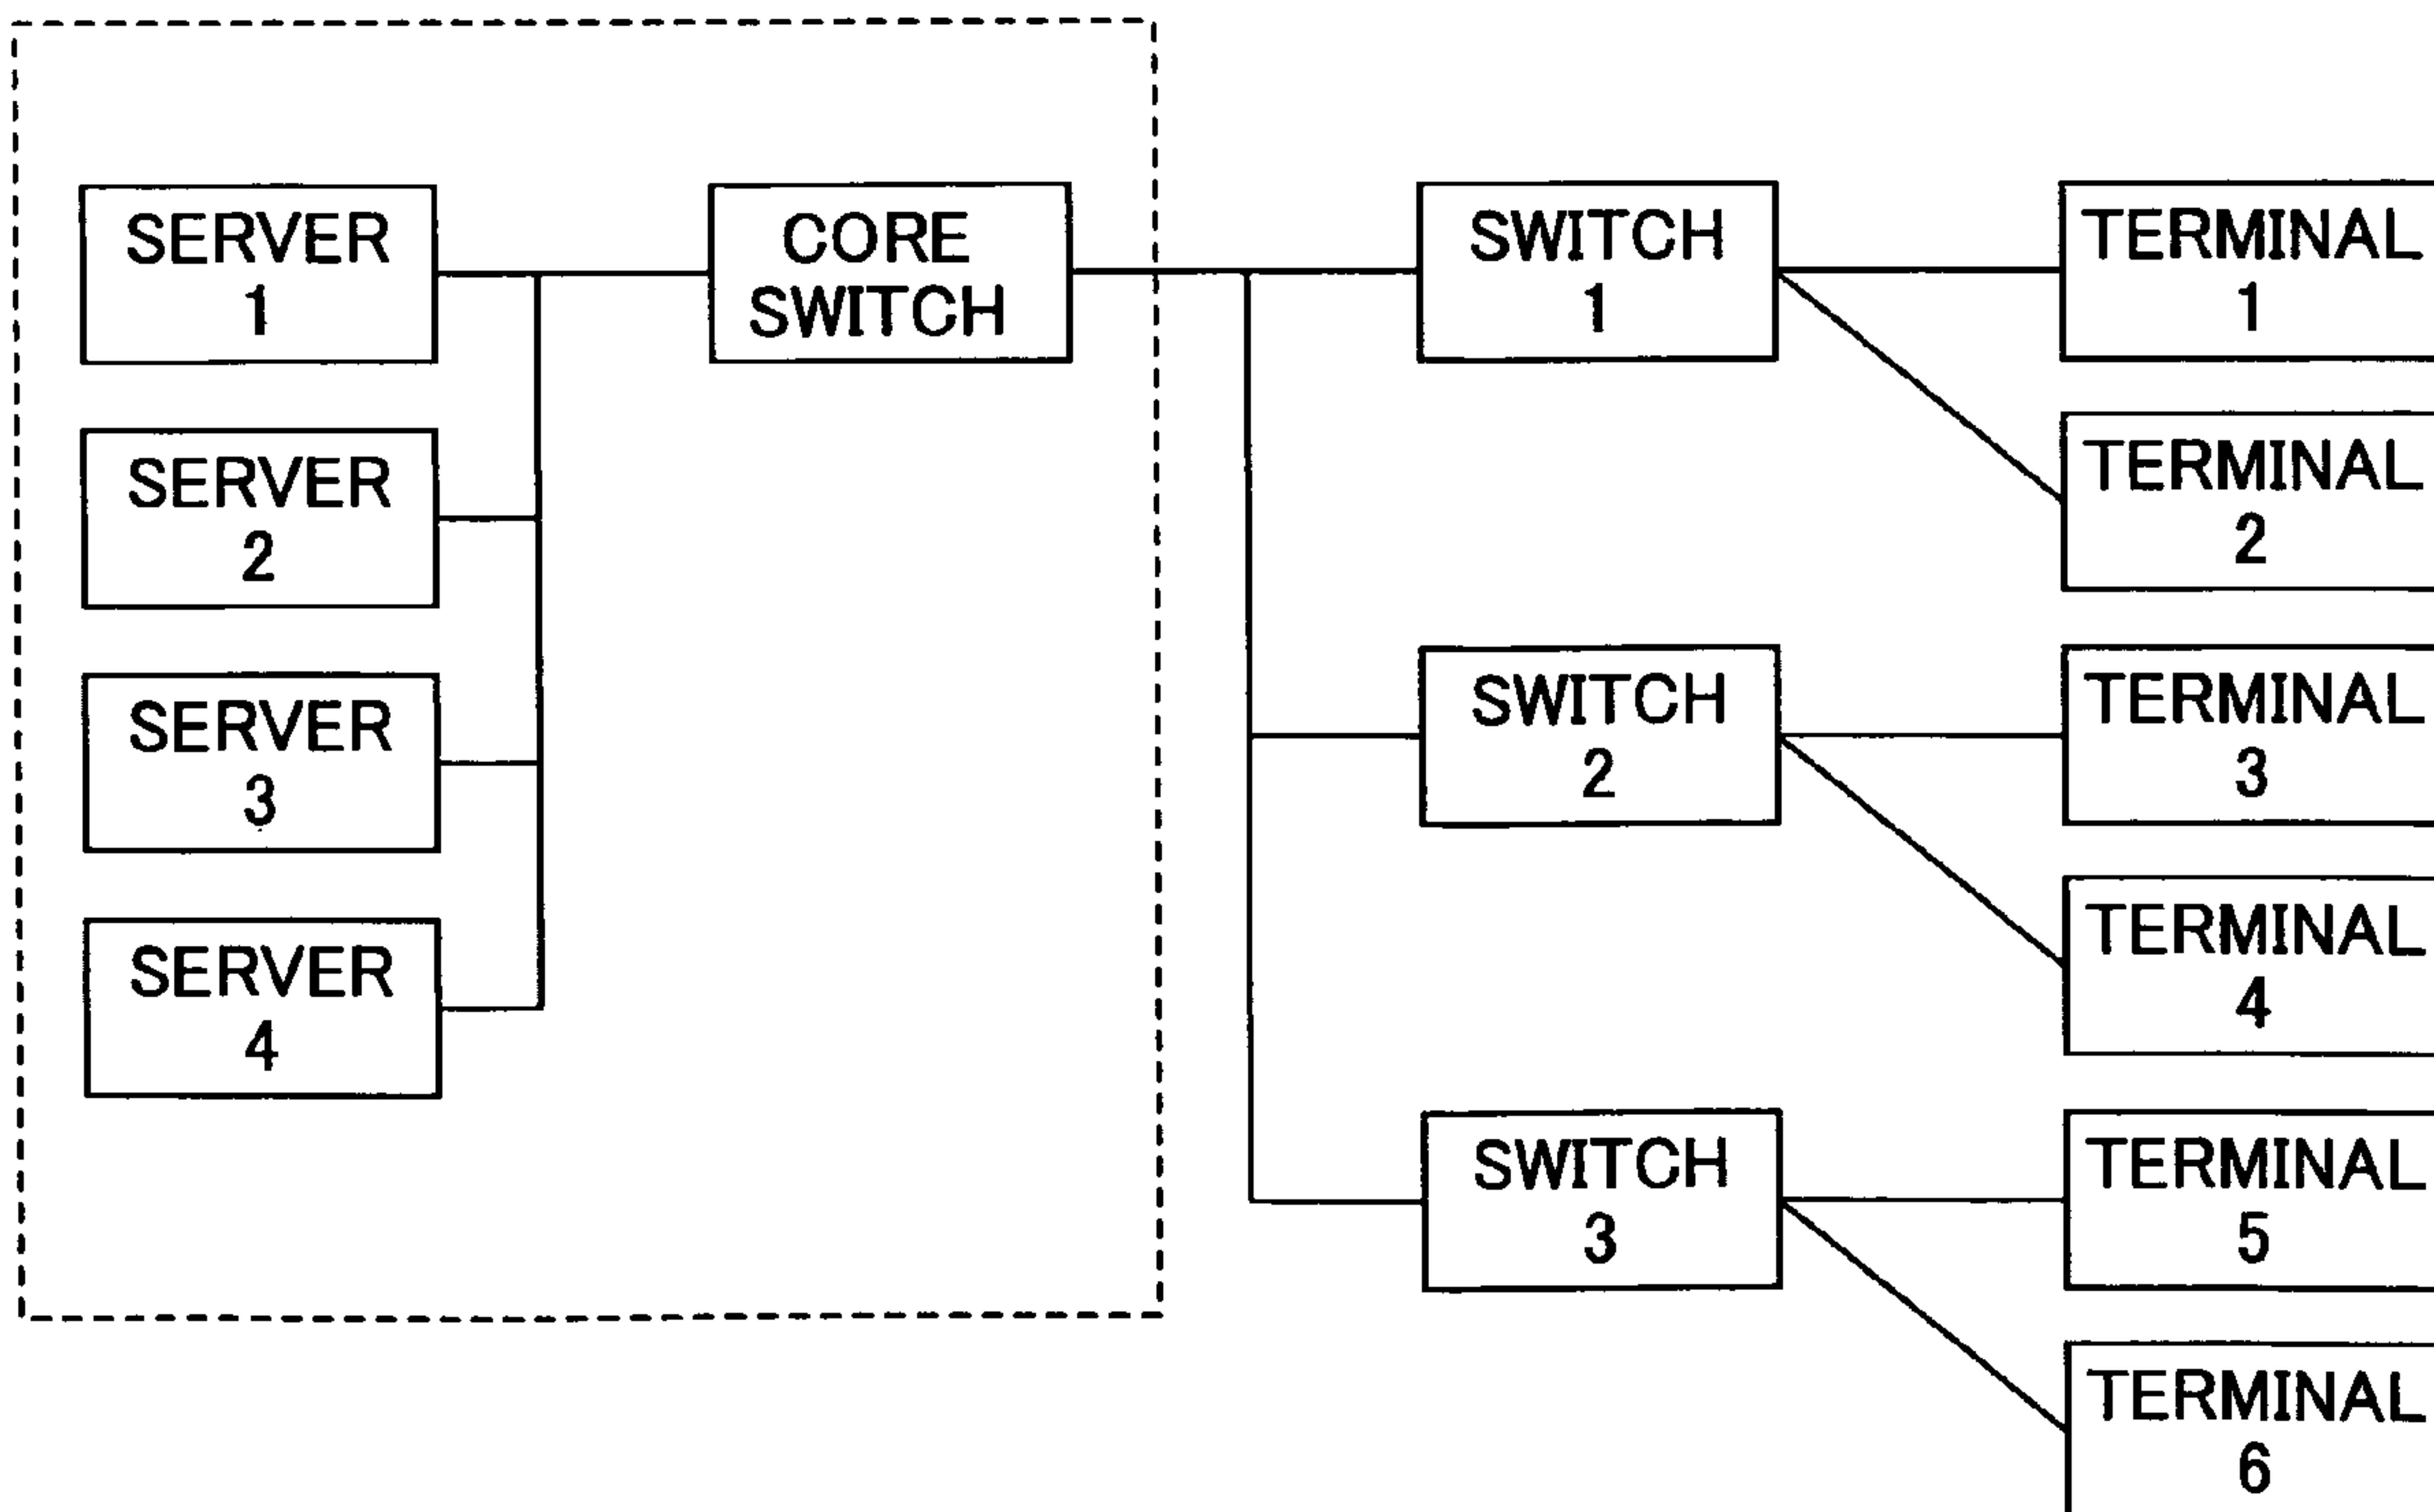 SERVER
1
CORE
SWITCH
SWITCH
1
TERMINAL
1
SERVER
2
TERMINAL
2
SERVER
3
SWITCH
2
TERMINAL
3
SERVER
4
TERMINAL
4
SWITCH
3
TERMINAL
5
TERMINAL
6